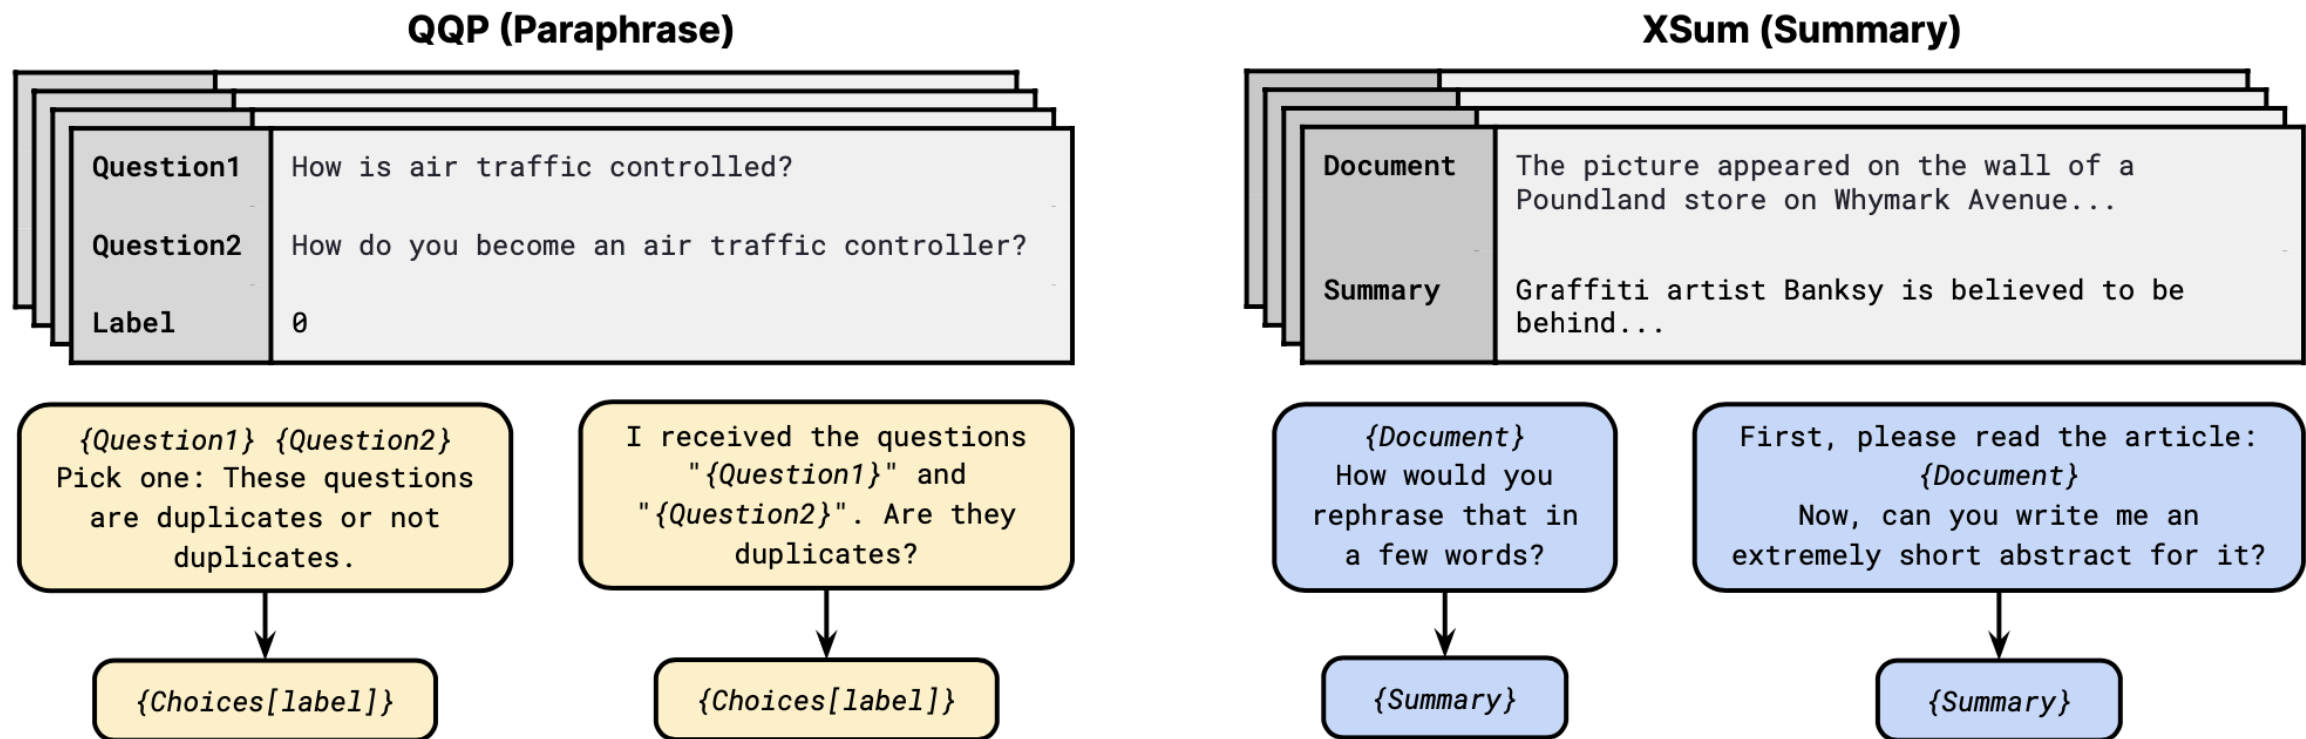 QQP (Paraphrase)
Question1 How is air traffic controlled?
Question2 How do you become an air traffic controller?
Label 0
{Question1} {Question2}
Pick one: These questions
are duplicates or not
duplicates.
{Choices[label]}
I received the questions
"{Question1}" and
"{Question2}". Are they
duplicates?
{Choices[label]}
XSum (Summary)
Document The picture appeared on the wall of a
Poundland store on Whymark Avenue...
Summary Graffiti artist Banksy is believed to be
behind...
{Document}
How would you
rephrase that in
a few words?
{Summary}
First, please read the article:
{Document}
Now, can you write me an
extremely short abstract for it?
{Summary}